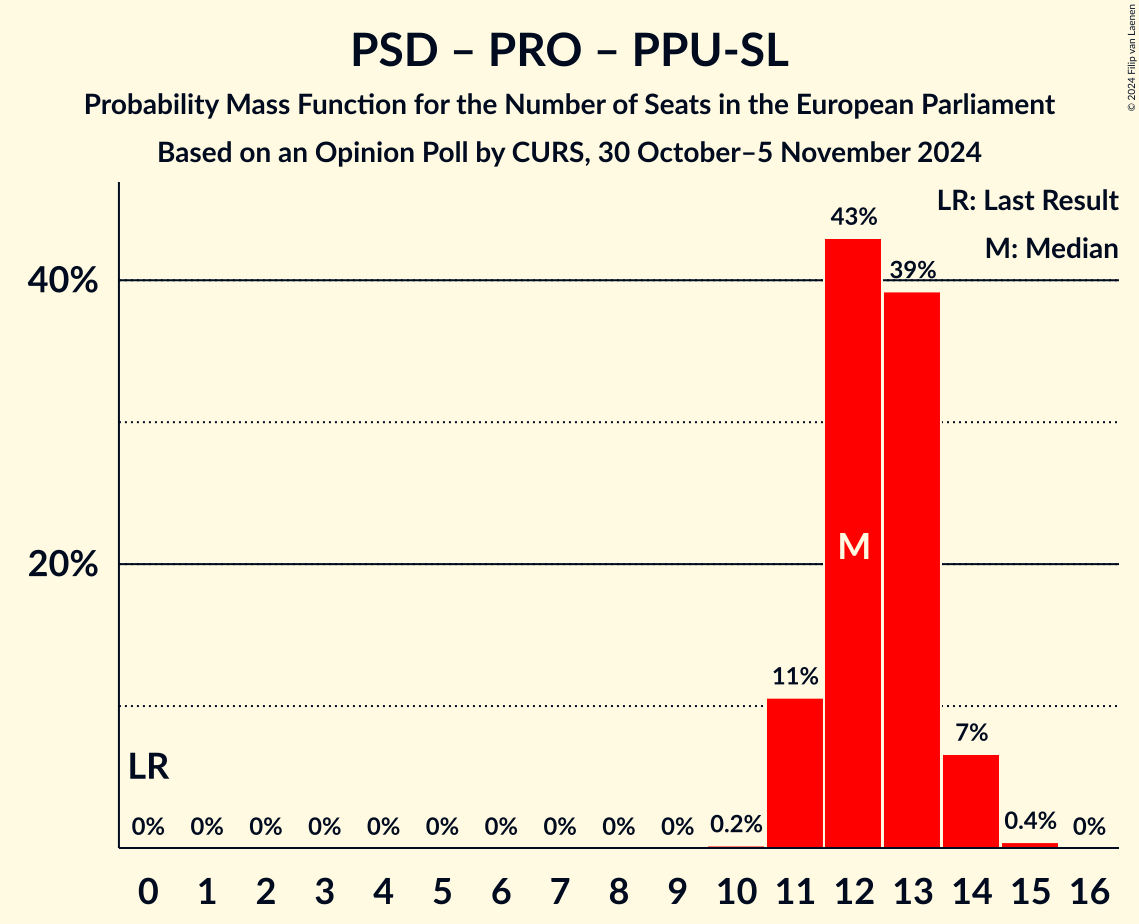 PSD – PRO – PPU-SL
Probability Mass Function for the Number of Seats in the European Parliament
Based on an Opinion Poll by CURS, 30 October–5 November 2024
© 2024 Filip van Laenen
LR: Last Result
M: Median
40%
20%
43%
39%
M
11%
7%
LR
0% 0% 0% 0% 0% 0% 0% 0% 0% 0% 0.2% 0.4% 0%
0 1 2 3 4 5 6 7 8 9 10 11 12 13 14 15 16